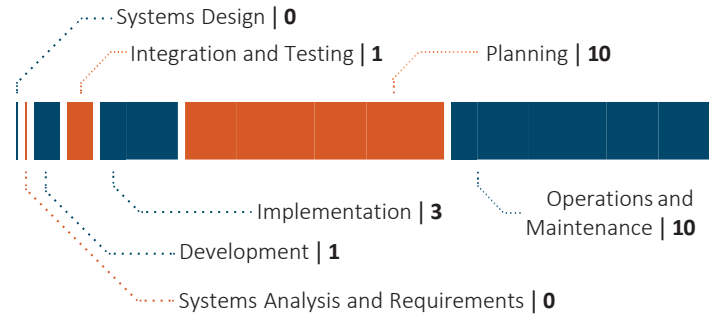 Systems Design | 0
Integration and Testing | 1
Planning | 10
Implementation | 3
Operations and
Maintenance | 10
Development | 1
Systems Analysis and Requirements | 0